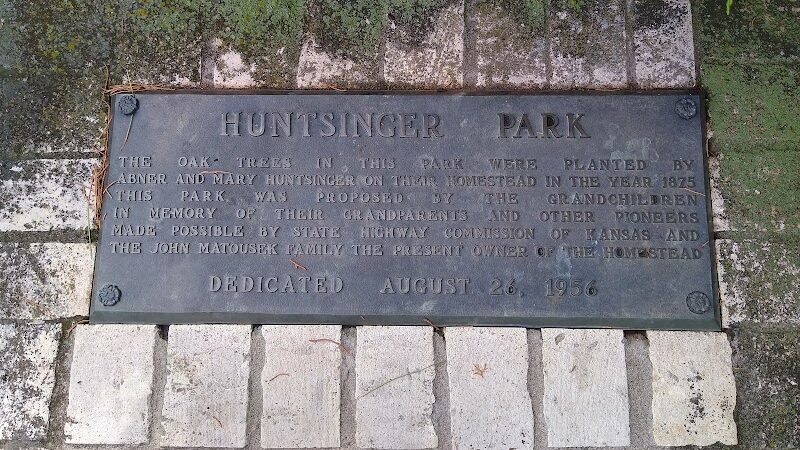 HUNTSINGER PARK
THE OAK TREES IN THIS PARK WERE PLANTED BY
ABNER AND MARY HUNTSINGER ON THEIR HOMESTEAD IN THE YEAR 1875
THIS PARK WAS PROPOSED BY THE GRANDCHILDREN
IN MEMORY OF THEIR GRANDPARENTS AND OTHER PIONEERS
MADE POSSIBLE BY STATE HIGHWAY COMMISSION OF KANSAS AND
THE JOHN MATOUSEK FAMILY THE PRESENT OWNER OF THE HOMESTEAD
DEDICATED AUGUST 26, 1956